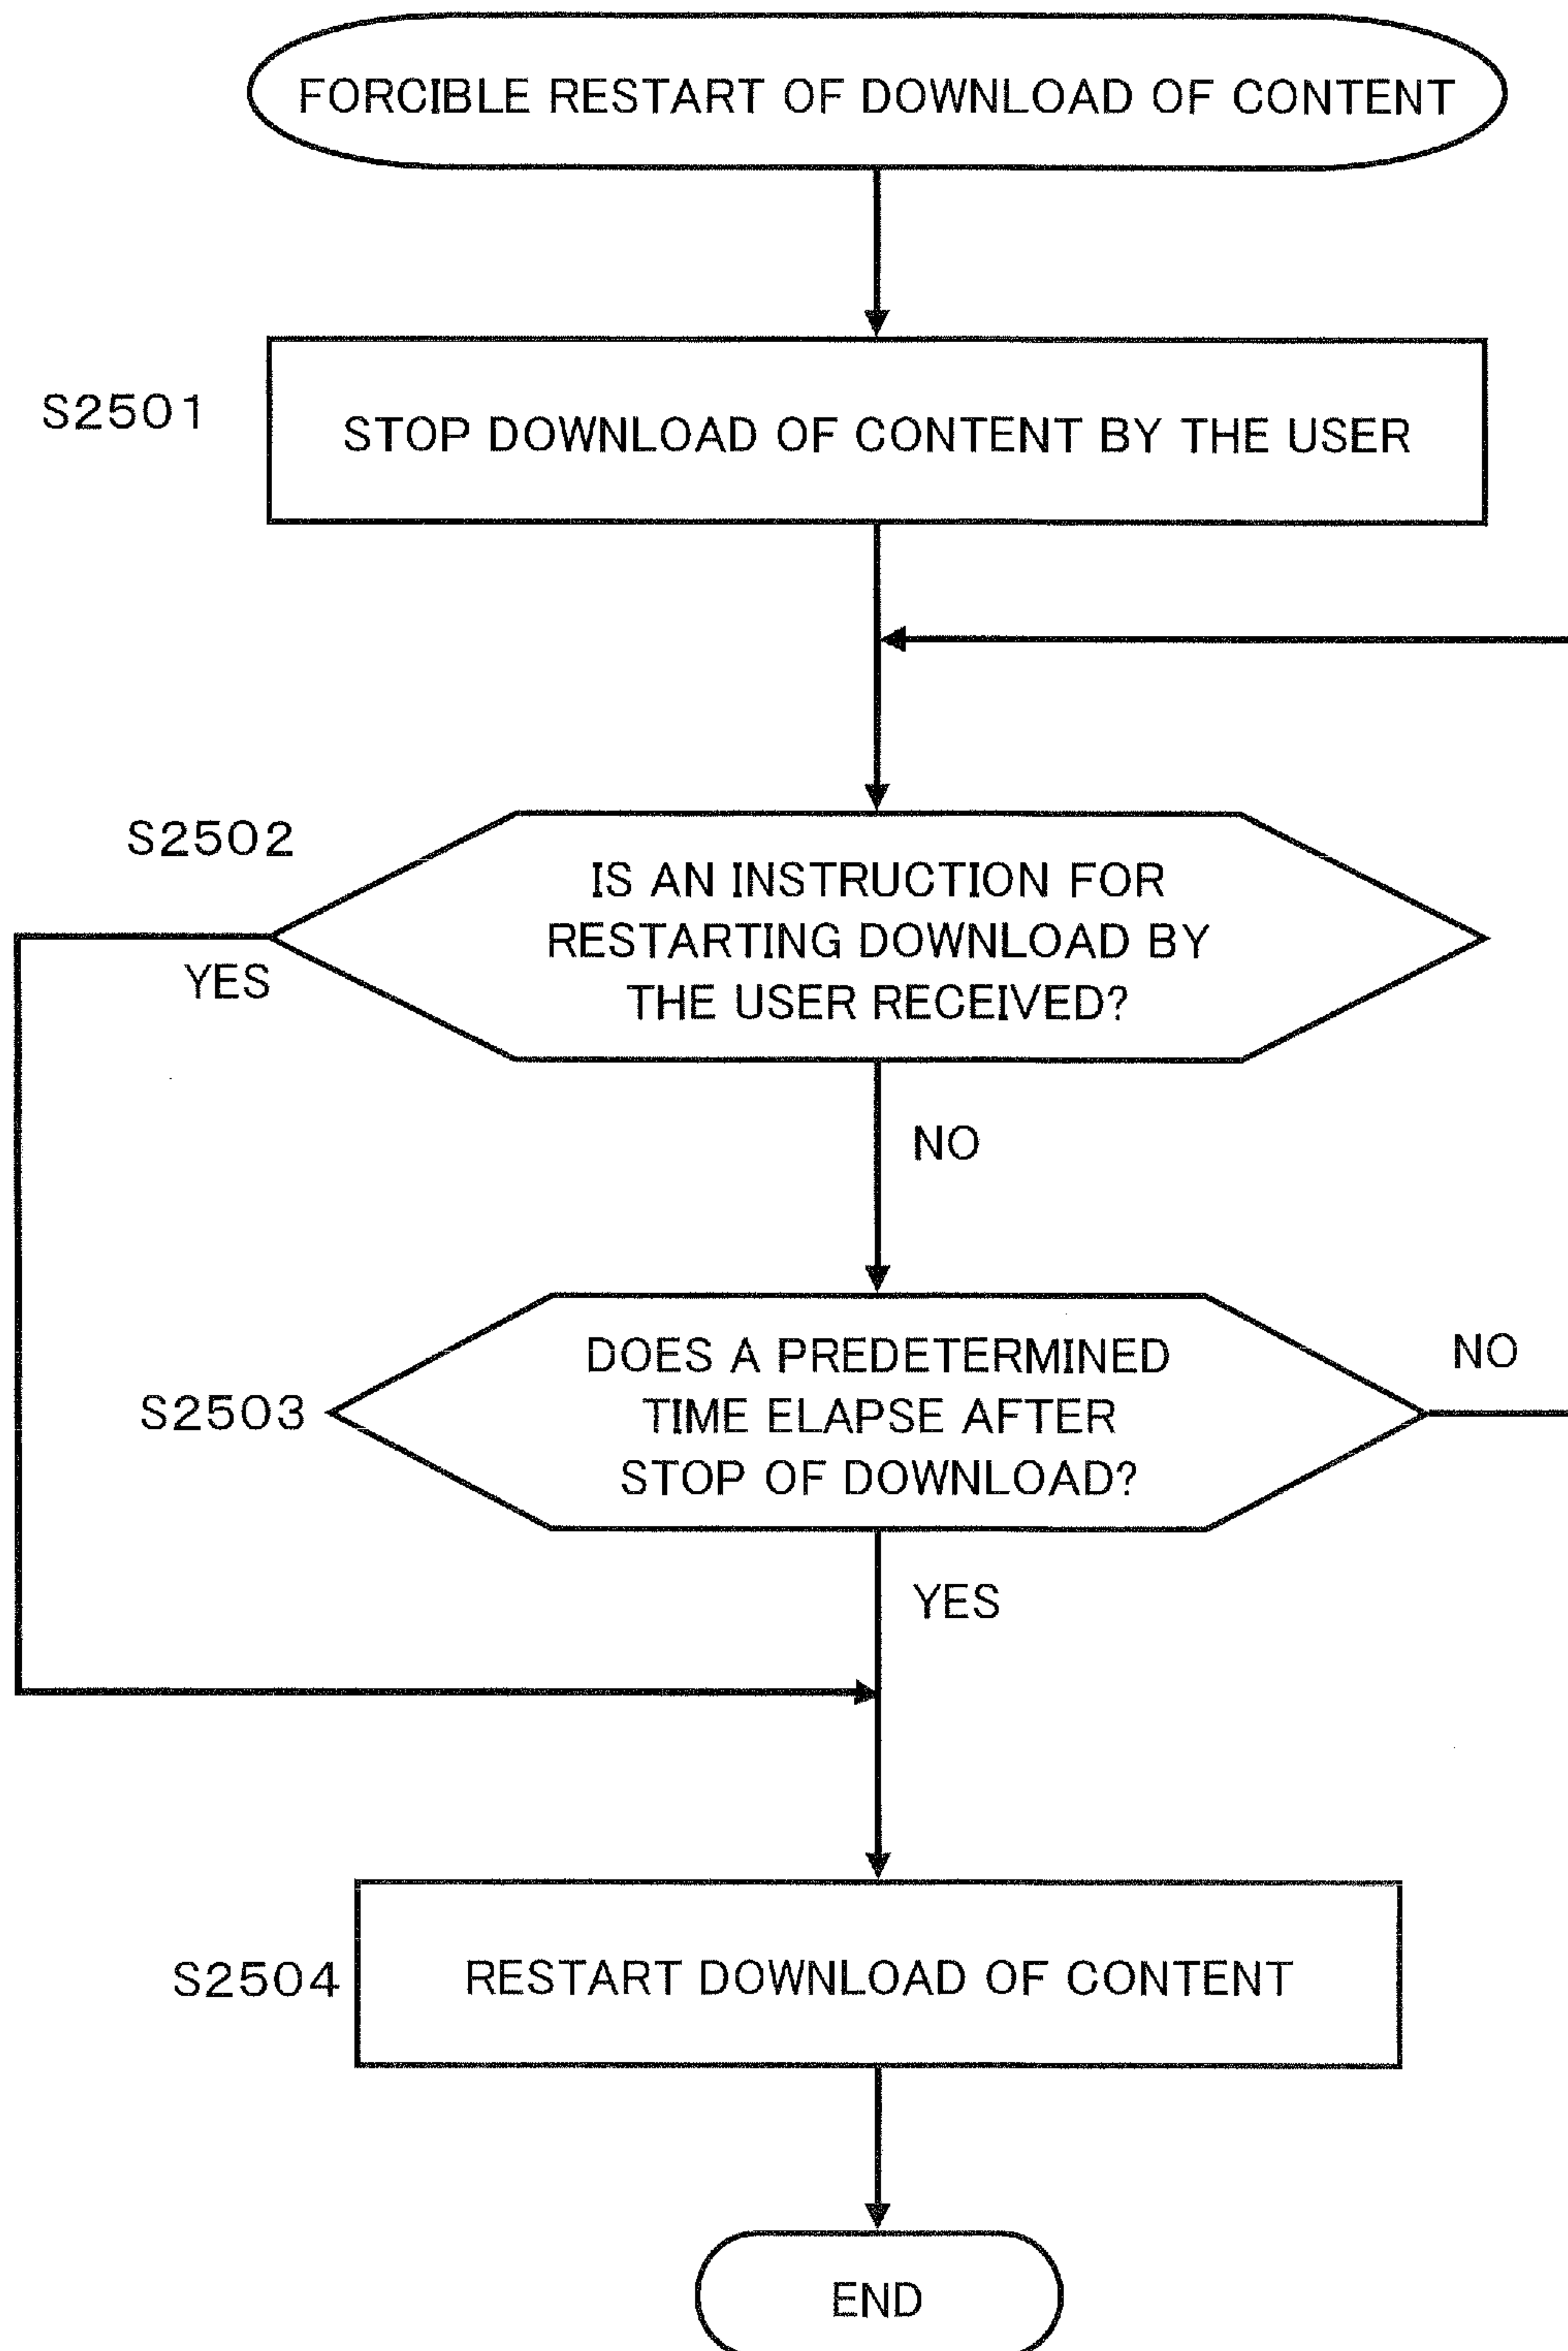 FORCIBLE RESTART OF DOWNLOAD OF CONTENT
S2501
STOP DOWNLOAD OF CONTENT BY THE USER
S2502
IS AN INSTRUCTION FOR
RESTARTING DOWNLOAD BY
THE USER RECEIVED?
YES
NO
DOES A PREDETERMINED
TIME ELAPSE AFTER
STOP OF DOWNLOAD?
NO
S2503
YES
S2504
RESTART DOWNLOAD OF CONTENT
END